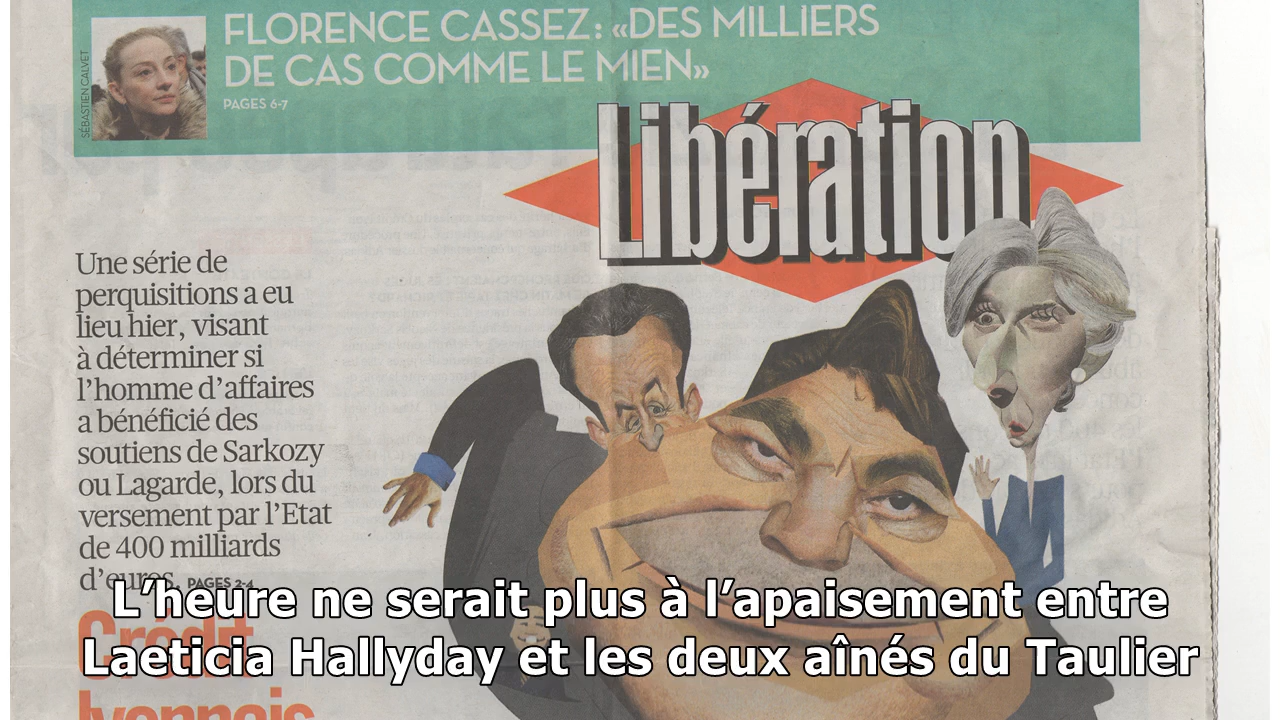 SÉBASTIEN CALVET
FLORENCE CASSEZ: «DES MILLIERS
DE CAS COMME LE MIEN»
PAGES 6-7
Libération
Une série de
perquisitions a eu
lieu hier, visant
à déterminer si
l’homme d’affaires
a bénéficié des
soutiens de Sarkozy
ou Lagarde, lors du
versement par l’Etat
de 400 milliards
d’euros. PAGES 2-4
Crédit
lyonnais
L’heure ne serait plus à l’apaisement entre
Laeticia Hallyday et les deux aînés du Taulier